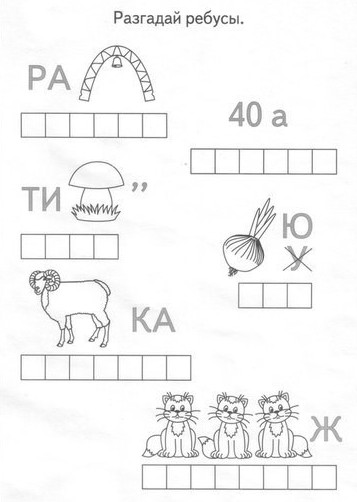 Разгадай ребусы.
РА
40 а
ТИ ,,
Ю
У
КА
Ж